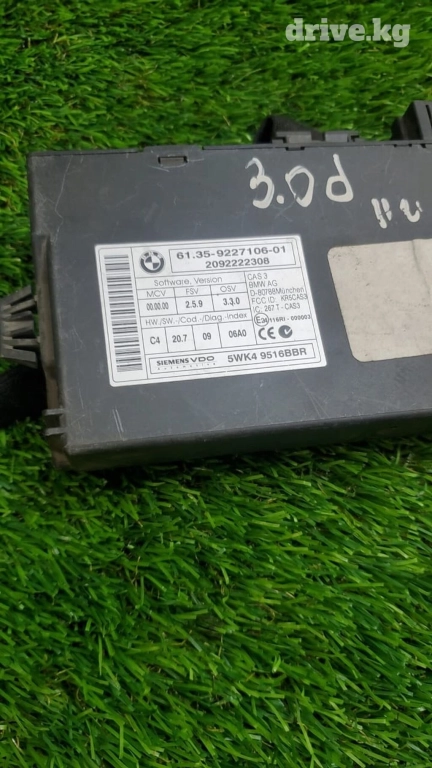 drive.kg
3.0d
61.35-9227106-01
2092222308
Software, Version
MCV FSV OSV
00.00.00 2.5.9 3.3.0
HW./SW.-/Cod.-/Diag.-Index
C4 20.7 09 06A0
CAS 3
BMW AG
D-80788München
FCC ID: KR5CAS3
IC: 267 T - CAS3
SIEMENS VDO
5WK4 9516BBR